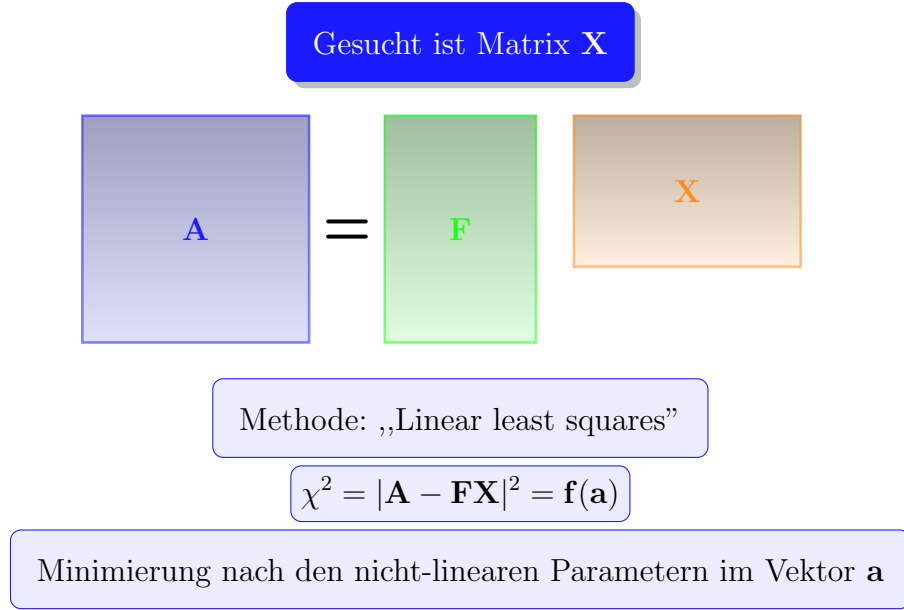 Gesucht ist Matrix X
A = F X
Methode: ,,Linear least squares”
χ² = |A − FX|² = f(a)
Minimierung nach den nicht-linearen Parametern im Vektor a